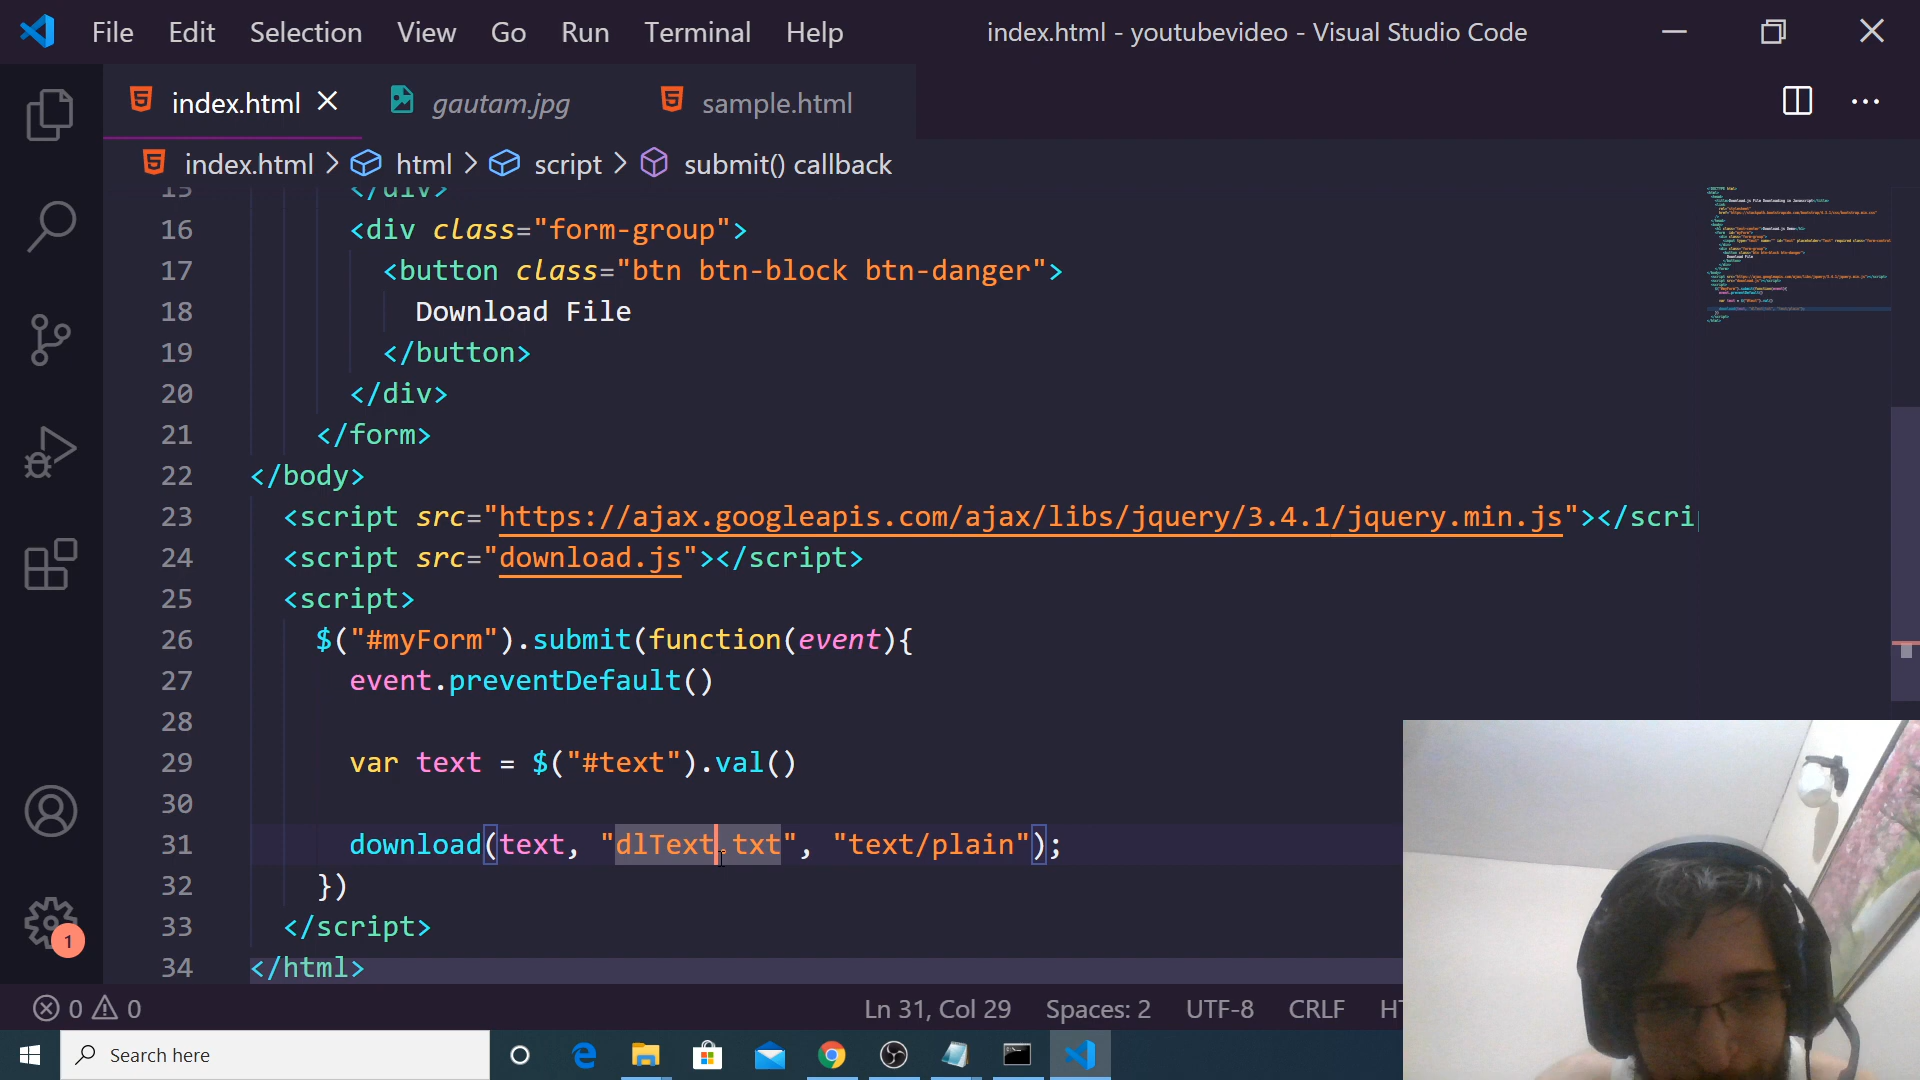 File Edit Selection View Go Run Terminal Help index.html - youtubevideo - Visual Studio Code
index.html gautam.jpg sample.html
index.html > html > script > submit() callback
15 </div>
16 <div class="form-group">
17 <button class="btn btn-block btn-danger">
18 Download File
19 </button>
20 </div>
21 </form>
22 </body>
23 <script src="https://ajax.googleapis.com/ajax/libs/jquery/3.4.1/jquery.min.js"></scri
24 <script src="download.js"></script>
25 <script>
26 $("#myForm").submit(function(event){
27 event.preventDefault()
28
29 var text = $("#text").val()
30
31 download(text, "dlText.txt", "text/plain");
32 })
33 </script>
34 </html>
1
0 0 Ln 31, Col 29 Spaces: 2 UTF-8 CRLF HT
Search here